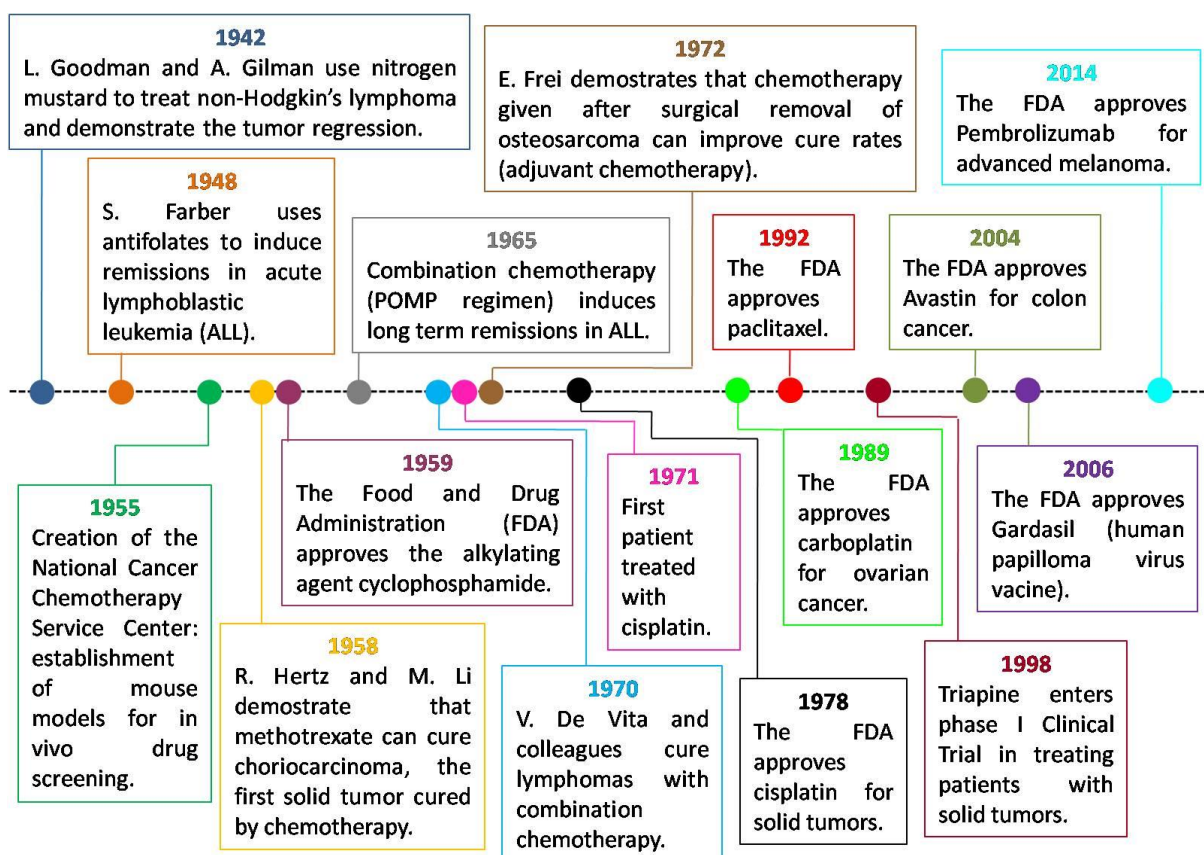 1942
L. Goodman and A. Gilman use nitrogen
mustard to treat non-Hodgkin's lymphoma
and demonstrate the tumor regression.
1948
S. Farber uses
antifolates to induce
remissions in acute
lymphoblastic
leukemia (ALL).
1965
Combination chemotherapy
(POMP regimen) induces
long term remissions in ALL.
1972
E. Frei demostrates that chemotherapy
given after surgical removal of
osteosarcoma can improve cure rates
(adjuvant chemotherapy).
1992
The FDA
approves
paclitaxel.
2004
The FDA approves
Avastin for colon
cancer.
2014
The FDA approves
Pembrolizumab for
advanced melanoma.
1955
Creation of the
National Cancer
Chemotherapy
Service Center:
establishment
of mouse
models for in
vivo drug
screening.
1958
R. Hertz and M. Li
demostrate that
methotrexate can cure
choriocarcinoma, the
first solid tumor cured
by chemotherapy.
1959
The Food and Drug
Administration (FDA)
approves the alkylating
agent cyclophosphamide.
1970
V. De Vita and
colleagues cure
lymphomas with
combination
chemotherapy.
1971
First
patient
treated
with
cisplatin.
1978
The FDA
approves
cisplatin for
solid tumors.
1989
The FDA
approves
carboplatin
for ovarian
cancer.
1998
Triapine enters
phase I Clinical
Trial in treating
patients with
solid tumors.
2006
The FDA approves
Gardasil (human
papilloma virus
vacine).